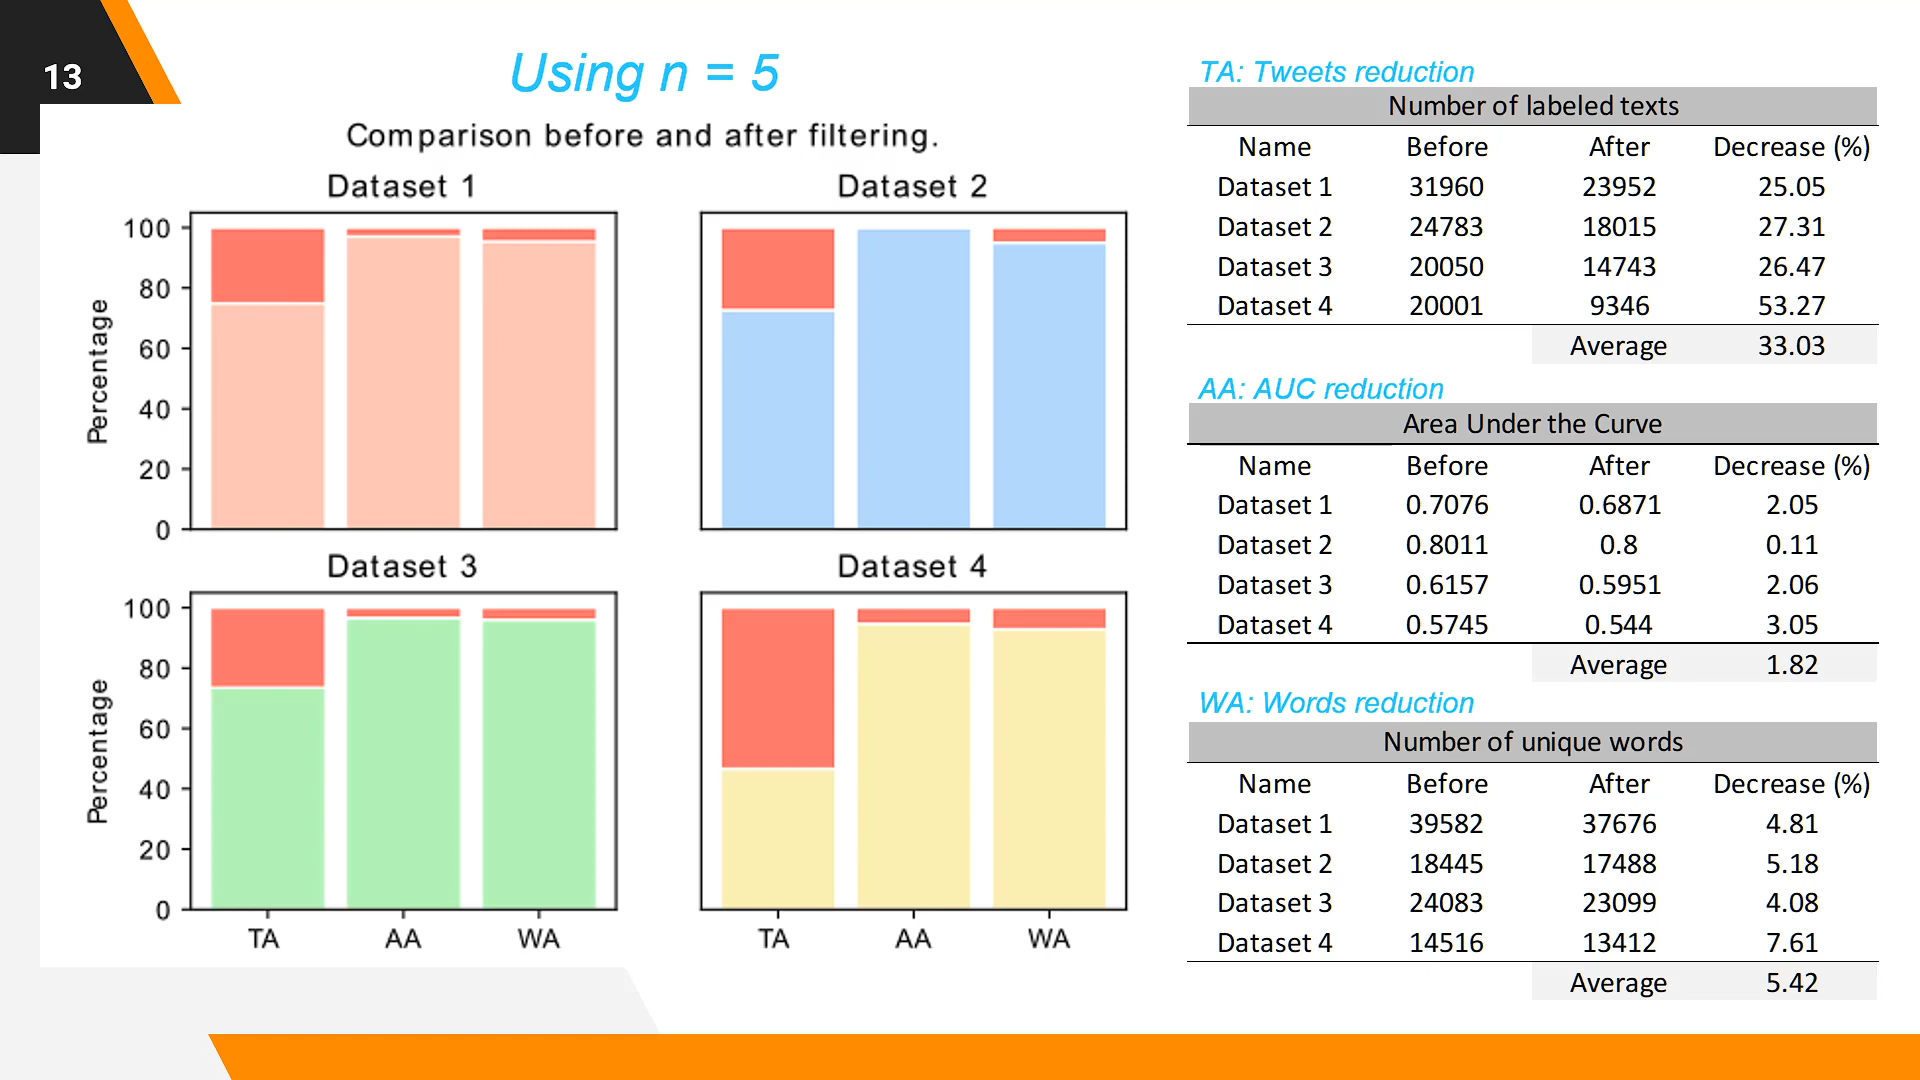 13
Using n = 5
Comparison before and after filtering.
Dataset 1
Dataset 2
100
80
60
40
20
0
Percentage
Dataset 3
Dataset 4
100
80
60
40
20
0
Percentage
TA AA WA
TA AA WA
TA: Tweets reduction
Number of labeled texts
Name Before After Decrease (%)
Dataset 1 31960 23952 25.05
Dataset 2 24783 18015 27.31
Dataset 3 20050 14743 26.47
Dataset 4 20001 9346 53.27
Average 33.03
AA: AUC reduction
Area Under the Curve
Name Before After Decrease (%)
Dataset 1 0.7076 0.6871 2.05
Dataset 2 0.8011 0.8 0.11
Dataset 3 0.6157 0.5951 2.06
Dataset 4 0.5745 0.544 3.05
Average 1.82
WA: Words reduction
Number of unique words
Name Before After Decrease (%)
Dataset 1 39582 37676 4.81
Dataset 2 18445 17488 5.18
Dataset 3 24083 23099 4.08
Dataset 4 14516 13412 7.61
Average 5.42